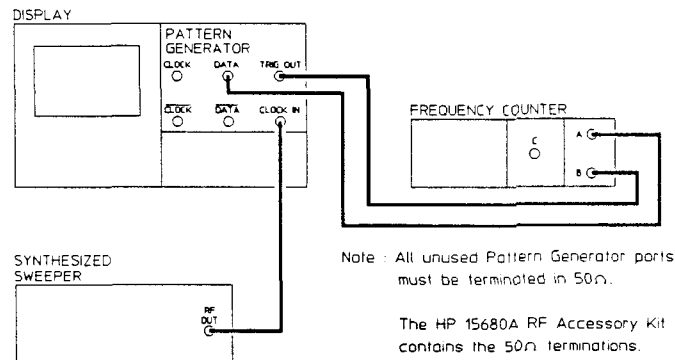 DISPLAY
PATTERN
GENERATOR
CLOCK DATA TRIG OUT
CLOCK DATA CLOCK IN
FREQUENCY COUNTER
A
C
B
Note : All unused Pattern Generator ports
must be terminated in 50Ω.
SYNTHESIZED
SWEEPER
RF
OUT
The HP 15680A RF Accessory Kit
contains the 50Ω terminations.